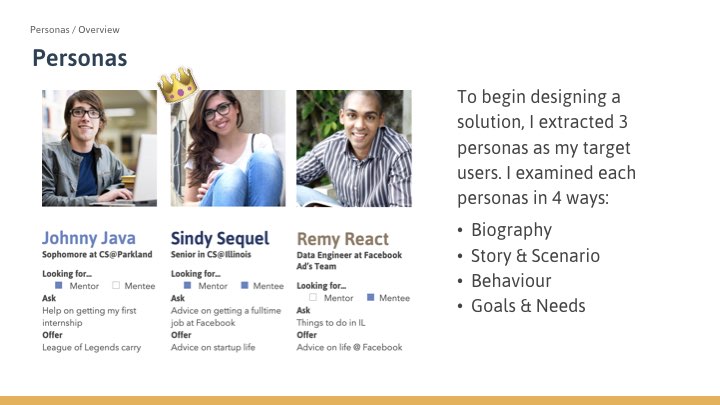 Personas / Overview
Personas
Johnny Java
Sophomore at CS@Parkland
Looking for...
Mentor Mentee
Ask
Help on getting my first
internship
Offer
League of Legends carry
Sindy Sequel
Senior in CS@Illinois
Looking for...
Mentor Mentee
Ask
Advice on getting a fulltime
job at Facebook
Offer
Advice on startup life
Remy React
Data Engineer at Facebook
Ad's Team
Looking for...
Mentor Mentee
Ask
Things to do in IL
Offer
Advice on life @ Facebook
To begin designing a
solution, I extracted 3
personas as my target
users. I examined each
personas in 4 ways:
• Biography
• Story & Scenario
• Behaviour
• Goals & Needs